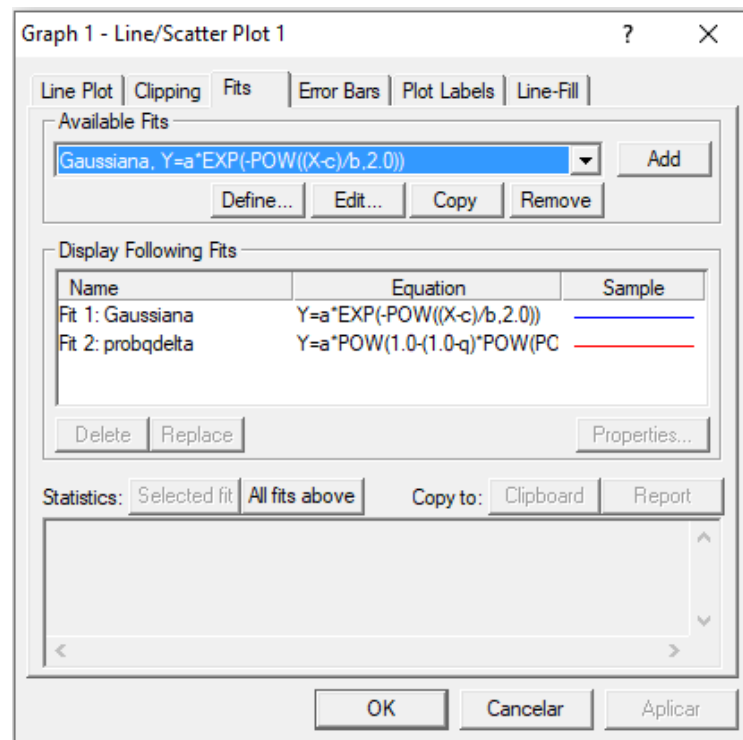 Graph 1 - Line/Scatter Plot 1 ?
Line Plot Clipping Fits Error Bars Plot Labels Line-Fill
Available Fits
Gaussiana, Y=a*EXP(-POW((X-c)/b,2.0)) Add
Define... Edit... Copy Remove
Display Following Fits
Name Equation Sample
Fit 1: Gaussiana Y=a*EXP(-POW((X-c)/b,2.0))
Fit 2: probqdelta Y=a*POW(1.0-(1.0-q)*POW(PC
Delete Replace Properties...
Statistics: Selected fit All fits above Copy to: Clipboard Report
OK Cancelar Aplicar